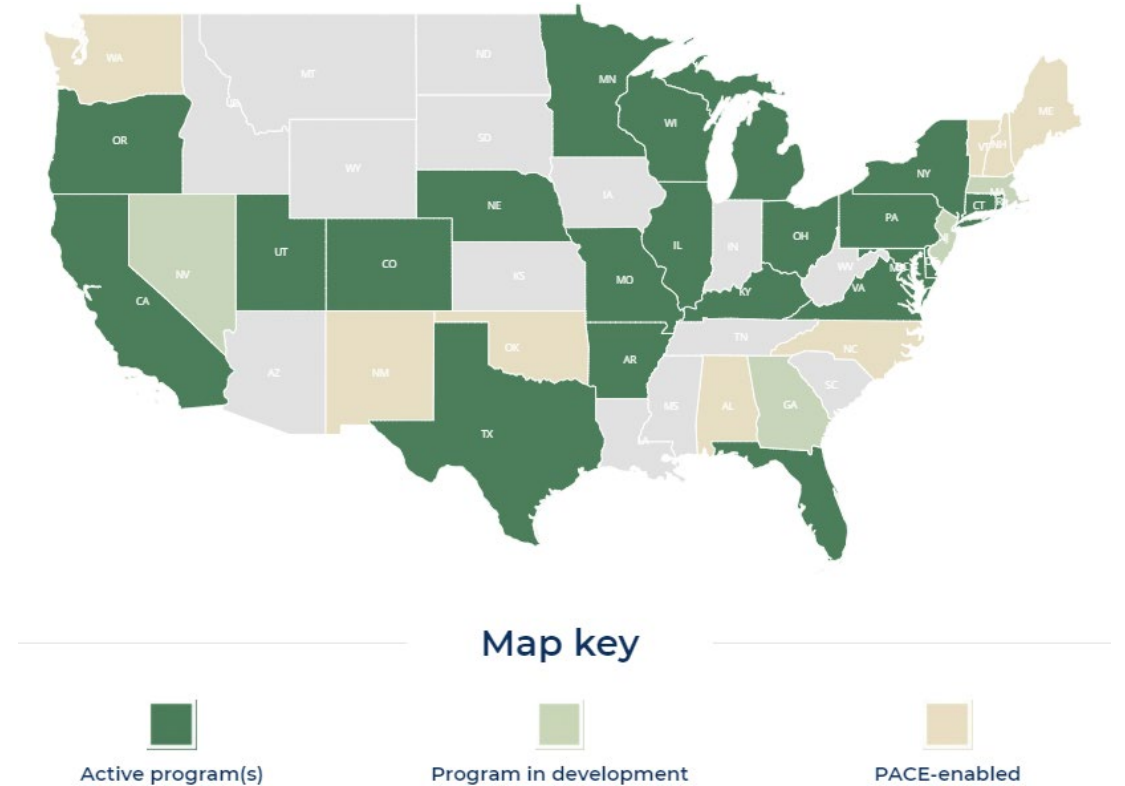 WA
MT
ND
MN
OR
SD
WI
ME
VT
NH
WY
NY
MA
NE
IA
CT
PA
UT
CO
IL
IN
OH
NJ
NV
KS
MO
WV
CA
KY
VA
AZ
NM
OK
AR
TN
NC
SC
TX
MS
AL
GA
Map key
Active program(s)
Program in development
PACE-enabled